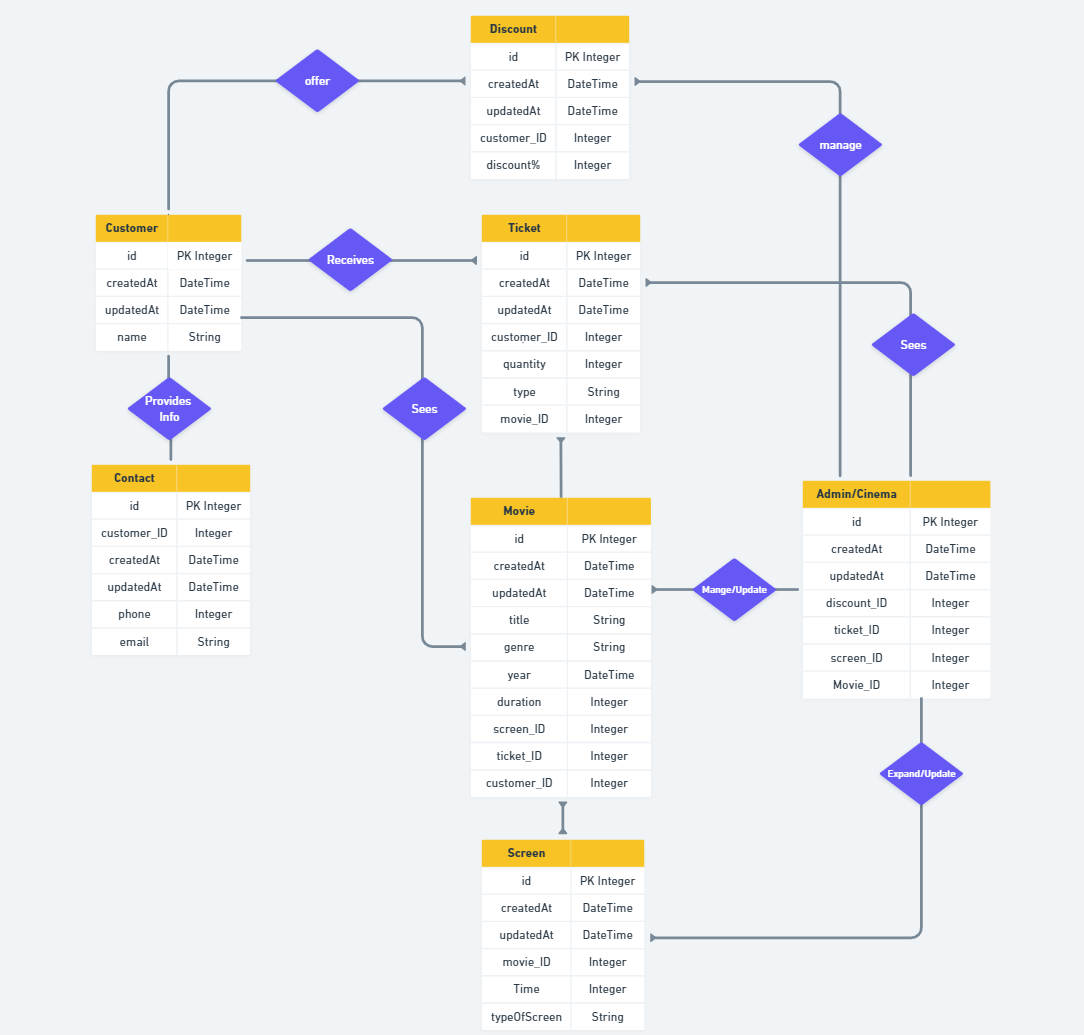 Discount
id PK Integer
createdAt DateTime
updatedAt DateTime
customer_ID Integer
discount% Integer
offer
manage
Customer
id PK Integer
createdAt DateTime
updatedAt DateTime
name String
Receives
Ticket
id PK Integer
createdAt DateTime
updatedAt DateTime
customer_ID Integer
quantity Integer
type String
movie_ID Integer
Sees
Provides
Info
Sees
Contact
id PK Integer
customer_ID Integer
createdAt DateTime
updatedAt DateTime
phone Integer
email String
Movie
id PK Integer
createdAt DateTime
updatedAt DateTime
title String
genre String
year DateTime
duration Integer
screen_ID Integer
ticket_ID Integer
customer_ID Integer
Mange/Update
Admin/Cinema
id PK Integer
createdAt DateTime
updatedAt DateTime
discount_ID Integer
ticket_ID Integer
screen_ID Integer
Movie_ID Integer
Expand/Update
Screen
id PK Integer
createdAt DateTime
updatedAt DateTime
movie_ID Integer
Time Integer
typeOfScreen String